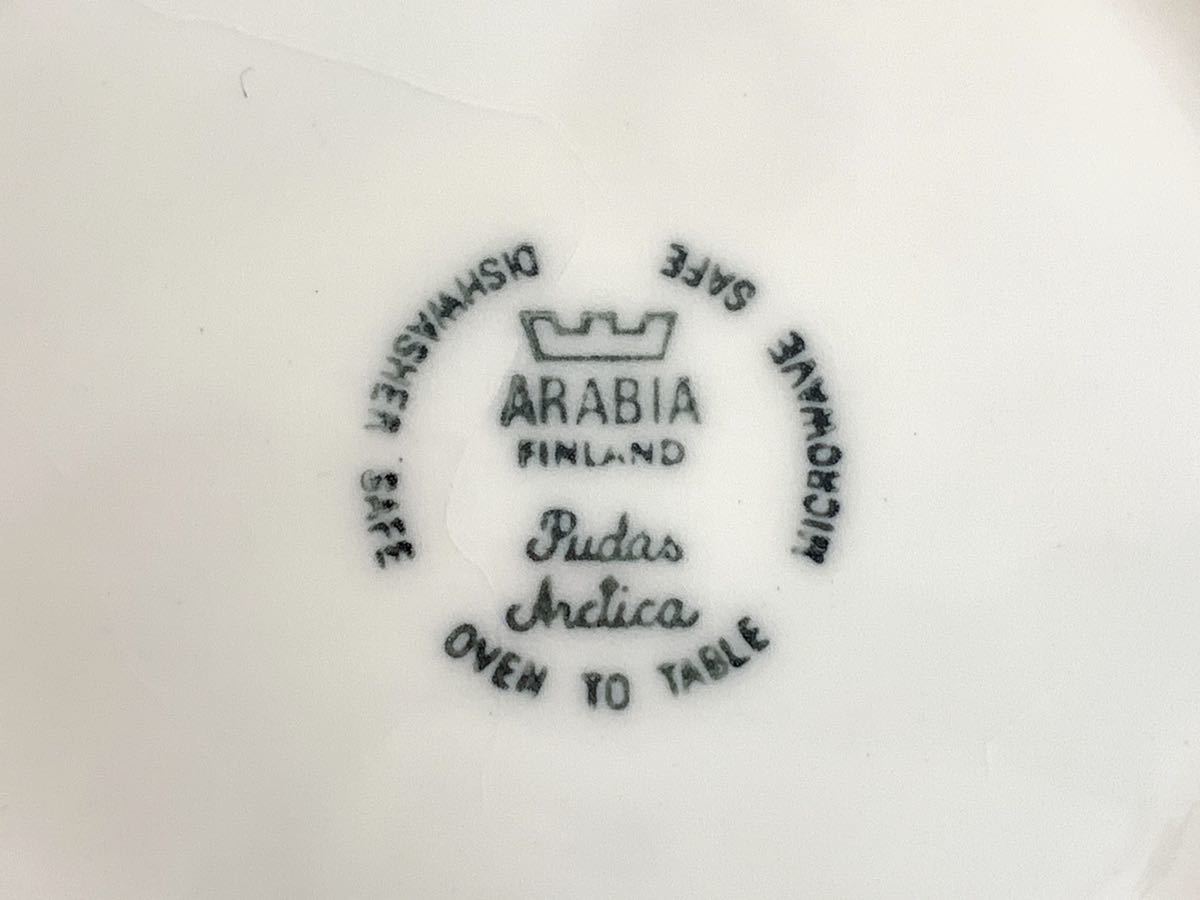 DISHWASHER SAFE
MICROWAVE SAFE
ARABIA
FINLAND
Pudas
Arctica
OVEN TO TABLE